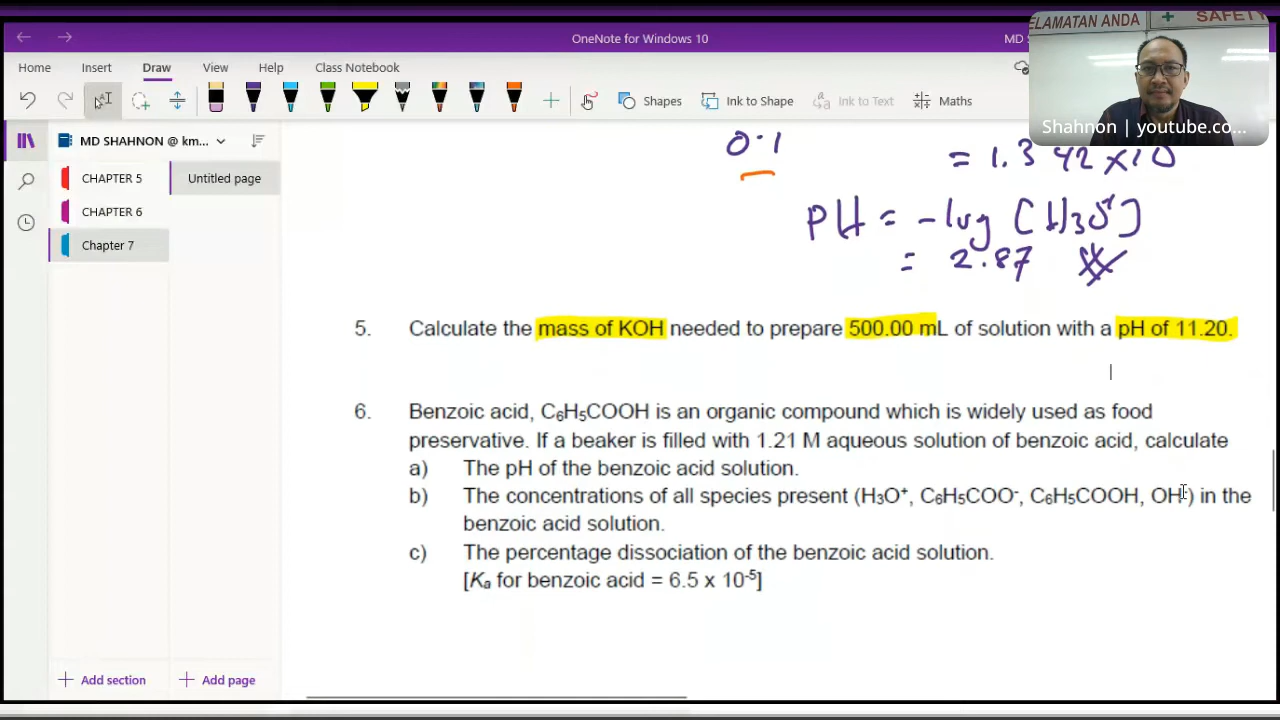 OneNote for Windows 10
MD S
ELAMATAN ANDA + SAFETY
Home Insert Draw View Help Class Notebook
Shapes Ink to Shape Ink to Text Maths
Shahnon | youtube.co...
MD SHAHNON @ km...
CHAPTER 5 Untitled page
CHAPTER 6
Chapter 7
0.1
= 1.342 x10
pH = -log [H3O+]
= 2.87
5. Calculate the mass of KOH needed to prepare 500.00 mL of solution with a pH of 11.20.
6. Benzoic acid, C₆H₅COOH is an organic compound which is widely used as food
preservative. If a beaker is filled with 1.21 M aqueous solution of benzoic acid, calculate
a) The pH of the benzoic acid solution.
b) The concentrations of all species present (H₃O⁺, C₆H₅COO⁻, C₆H₅COOH, OH⁻) in the
benzoic acid solution.
c) The percentage dissociation of the benzoic acid solution.
[Kₐ for benzoic acid = 6.5 x 10⁻⁵]
+ Add section + Add page